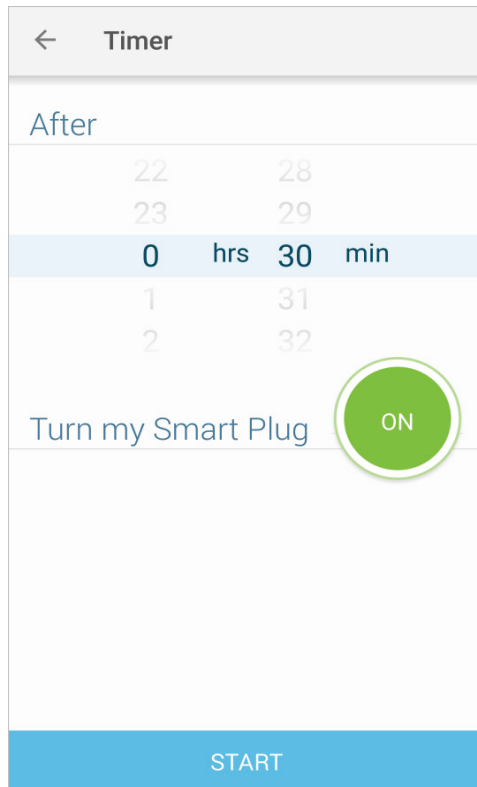 Timer
After
22 28
23 29
0 hrs 30 min
1 31
2 32
Turn my Smart Plug ON
START